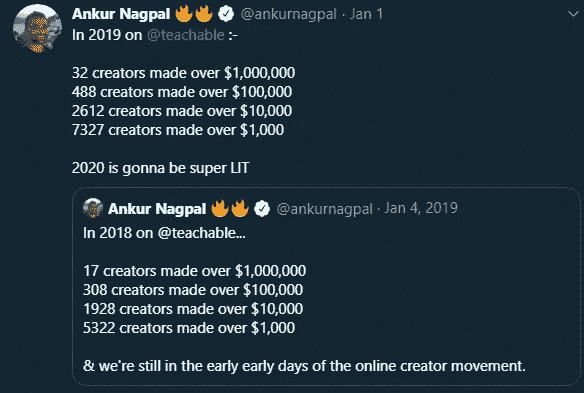 Ankur Nagpal 🔥🔥 @ankurnagpal · Jan 1
In 2019 on @teachable :-
32 creators made over $1,000,000
488 creators made over $100,000
2612 creators made over $10,000
7327 creators made over $1,000
2020 is gonna be super LIT
Ankur Nagpal 🔥🔥 @ankurnagpal · Jan 4, 2019
In 2018 on @teachable...
17 creators made over $1,000,000
308 creators made over $100,000
1928 creators made over $10,000
5322 creators made over $1,000
& we're still in the early early days of the online creator movement.